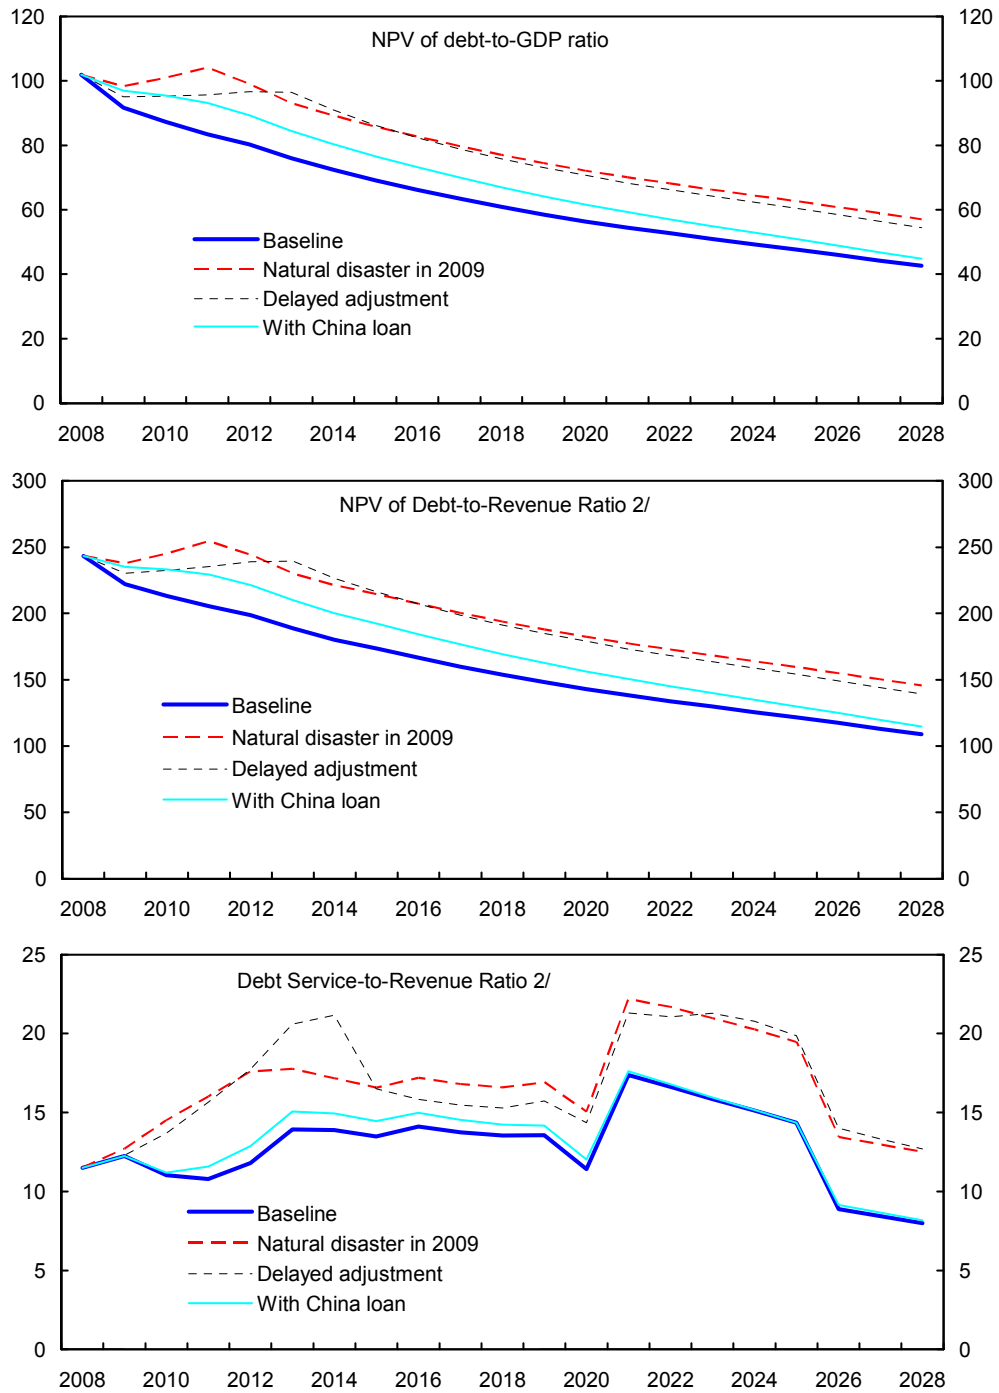 NPV of debt-to-GDP ratio
120 120
100 100
80 80
60 60
40 40
20 20
0 0
Baseline
Natural disaster in 2009
Delayed adjustment
With China loan
2008 2010 2012 2014 2016 2018 2020 2022 2024 2026 2028
NPV of Debt-to-Revenue Ratio 2/
300 300
250 250
200 200
150 150
100 100
50 50
0 0
Baseline
Natural disaster in 2009
Delayed adjustment
With China loan
2008 2010 2012 2014 2016 2018 2020 2022 2024 2026 2028
Debt Service-to-Revenue Ratio 2/
25 25
20 20
15 15
10 10
5 5
0 0
Baseline
Natural disaster in 2009
Delayed adjustment
With China loan
2008 2010 2012 2014 2016 2018 2020 2022 2024 2026 2028